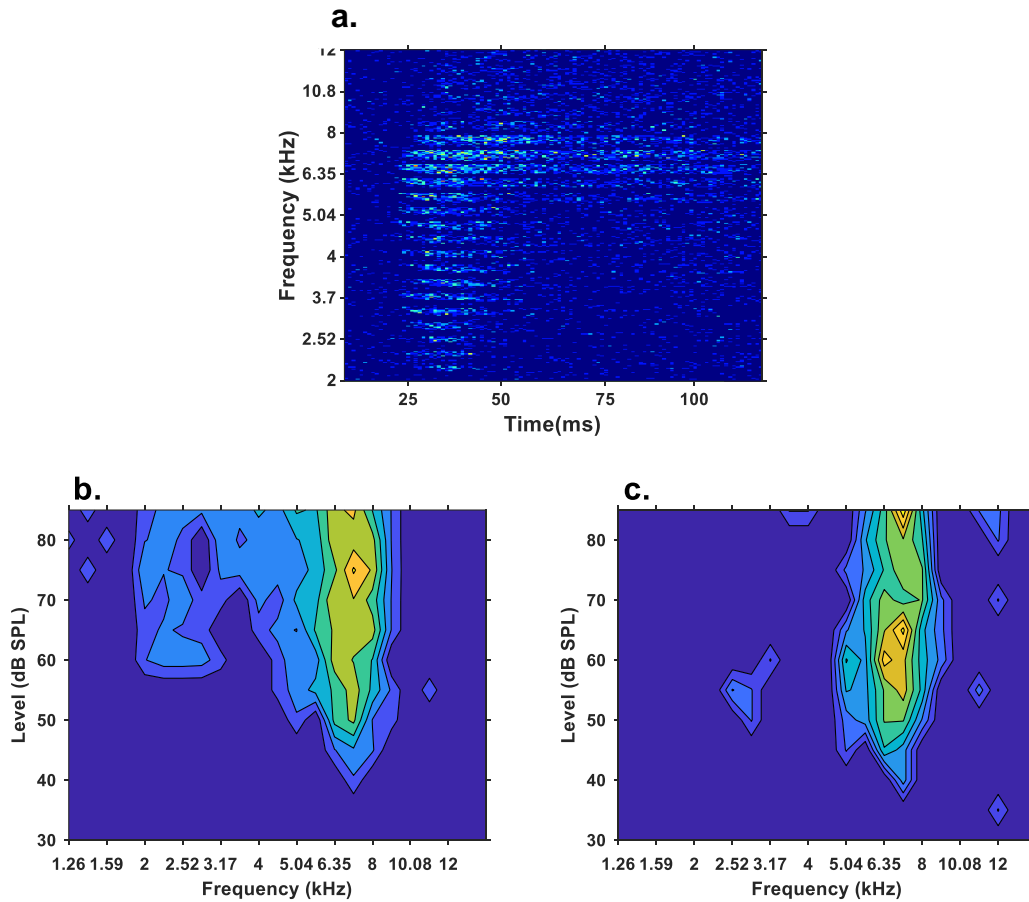 a.
12
10.8
8
6.35
5.04
4
3.7
2.52
2
Frequency (kHz)
25 50 75 100
Time(ms)
b.
80
70
60
50
40
30
Level (dB SPL)
1.26 1.59 2 2.52 3.17 4 5.04 6.35 8 10.08 12
Frequency (kHz)
c.
80
70
60
50
40
30
Level (dB SPL)
1.26 1.59 2 2.52 3.17 4 5.04 6.35 8 10.08 12
Frequency (kHz)